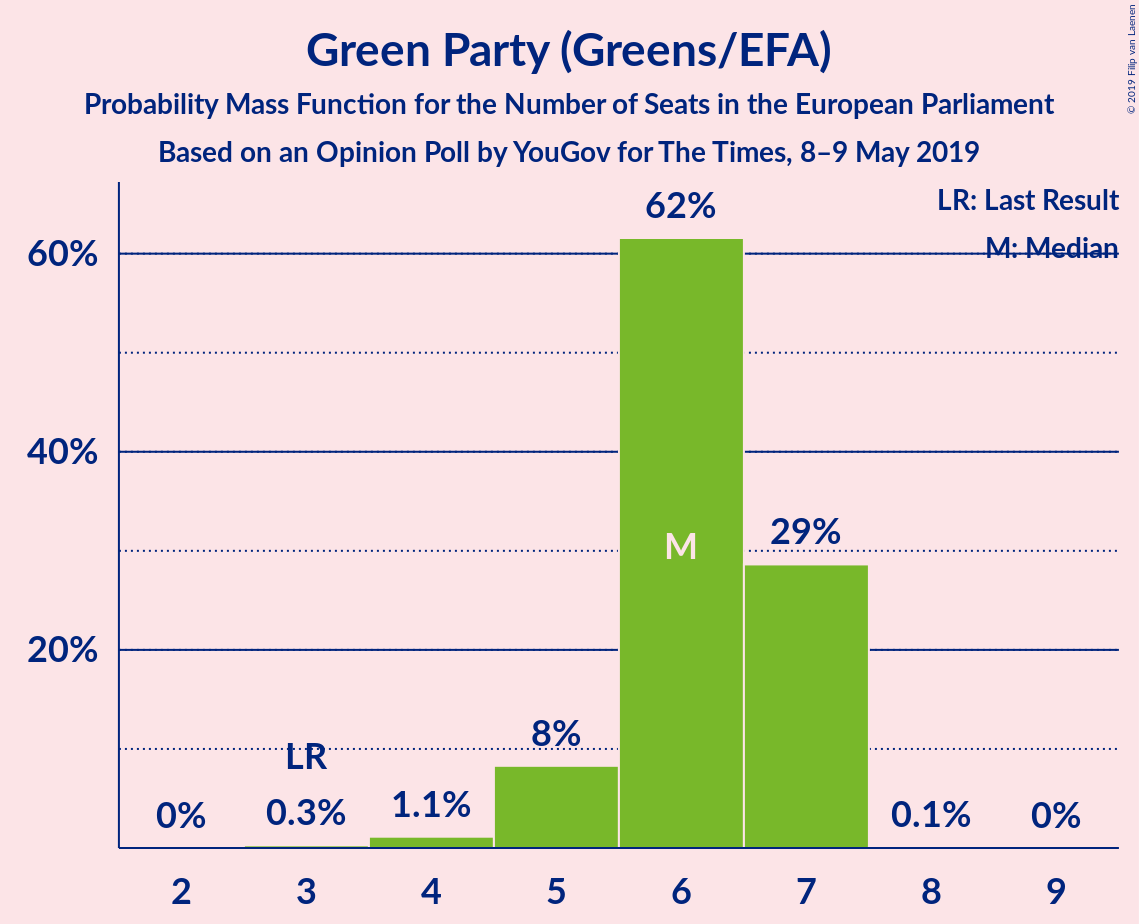 Green Party (Greens/EFA)
Probability Mass Function for the Number of Seats in the European Parliament
Based on an Opinion Poll by YouGov for The Times, 8–9 May 2019
© 2019 Filip van Laenen
LR: Last Result
M: Median
60%
40%
20%
0%
LR
0.3%
1.1%
8%
62%
M
29%
0.1%
0%
2 3 4 5 6 7 8 9